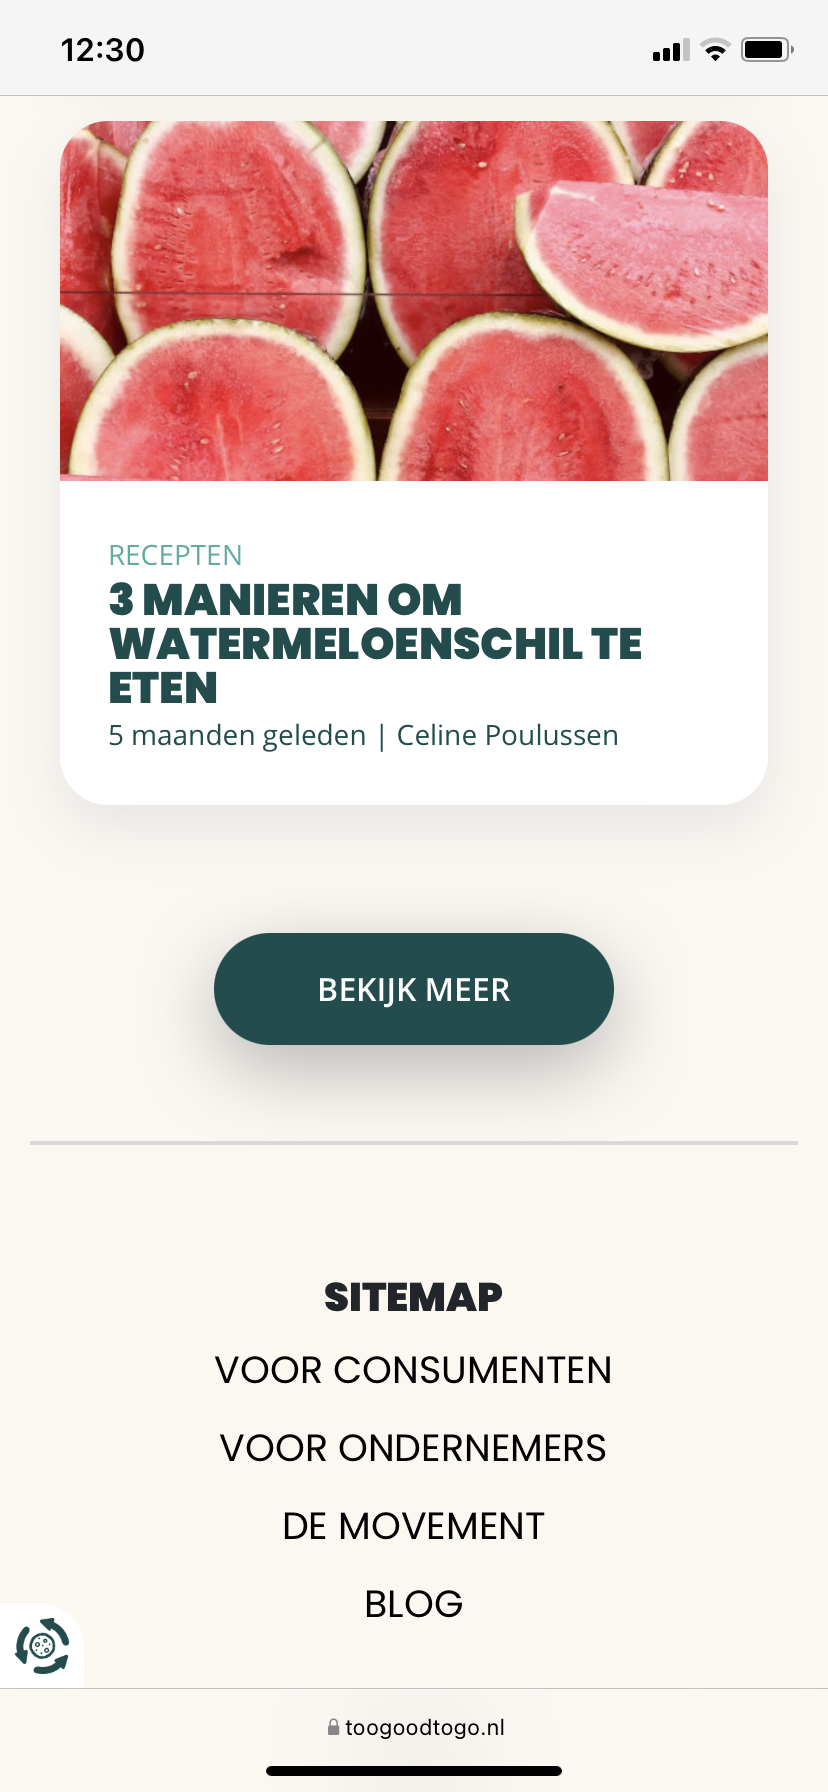 12:30
RECEPTEN
3 MANIEREN OM
WATERMELOENSCHIL TE
ETEN
5 maanden geleden | Celine Poulussen
BEKIJK MEER
SITEMAP
VOOR CONSUMENTEN
VOOR ONDERNEMERS
DE MOVEMENT
BLOG
toogoodtogo.nl